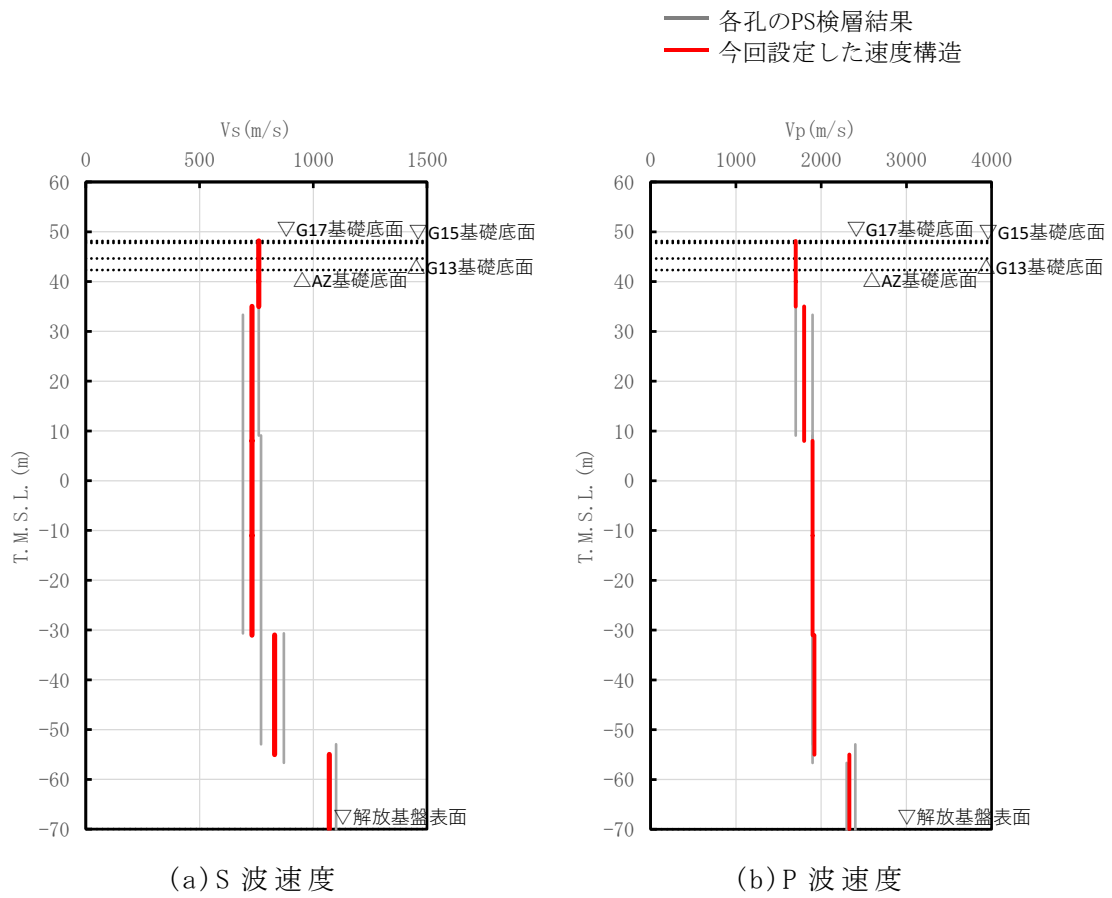 各孔のPS検層結果
今回設定した速度構造
Vs(m/s)
0 500 1000 1500
60
50
40
30
20
10
0
-10
-20
-30
-40
-50
-60
-70
T.M.S.L.(m)
▽G17基礎底面 ▽G15基礎底面
△AZ基礎底面 △G13基礎底面
▽解放基盤表面
(a)S 波速度
Vp(m/s)
0 1000 2000 3000 4000
60
50
40
30
20
10
0
-10
-20
-30
-40
-50
-60
-70
T.M.S.L.(m)
▽G17基礎底面 ▽G15基礎底面
△AZ基礎底面 △G13基礎底面
▽解放基盤表面
(b)P 波速度